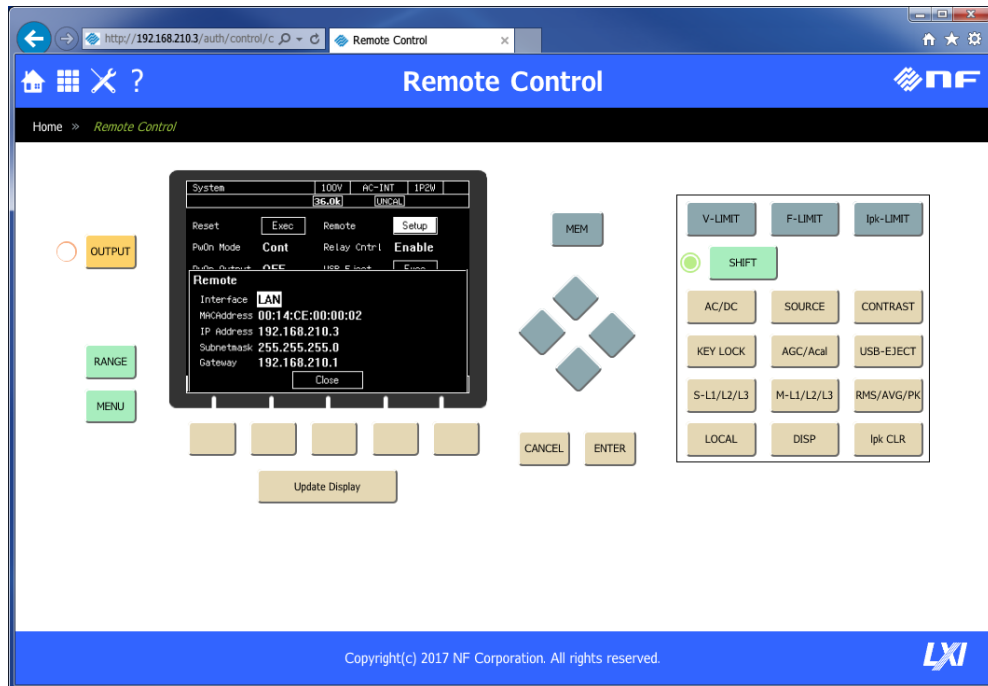 http://192.168.210.3/auth/control/c
Remote Control
?
Remote Control
nF
Home » Remote Control
System 100V AC-INT 1P2W
36.0k UNCAL
Reset Exec Remote Setup
PwOn Mode Cont Relay Cntrl Enable
Remote
Interface LAN
MACAddress 00:14:CE:00:00:02
IP Address 192.168.210.3
Subnetmask 255.255.255.0
Gateway 192.168.210.1
Close
OUTPUT
RANGE
MENU
Update Display
MEM
CANCEL ENTER
V-LIMIT F-LIMIT Ipk-LIMIT
SHIFT
AC/DC SOURCE CONTRAST
KEY LOCK AGC/Acal USB-EJECT
S-L1/L2/L3 M-L1/L2/L3 RMS/AVG/PK
LOCAL DISP Ipk CLR
Copyright(c) 2017 NF Corporation. All rights reserved.
LXI